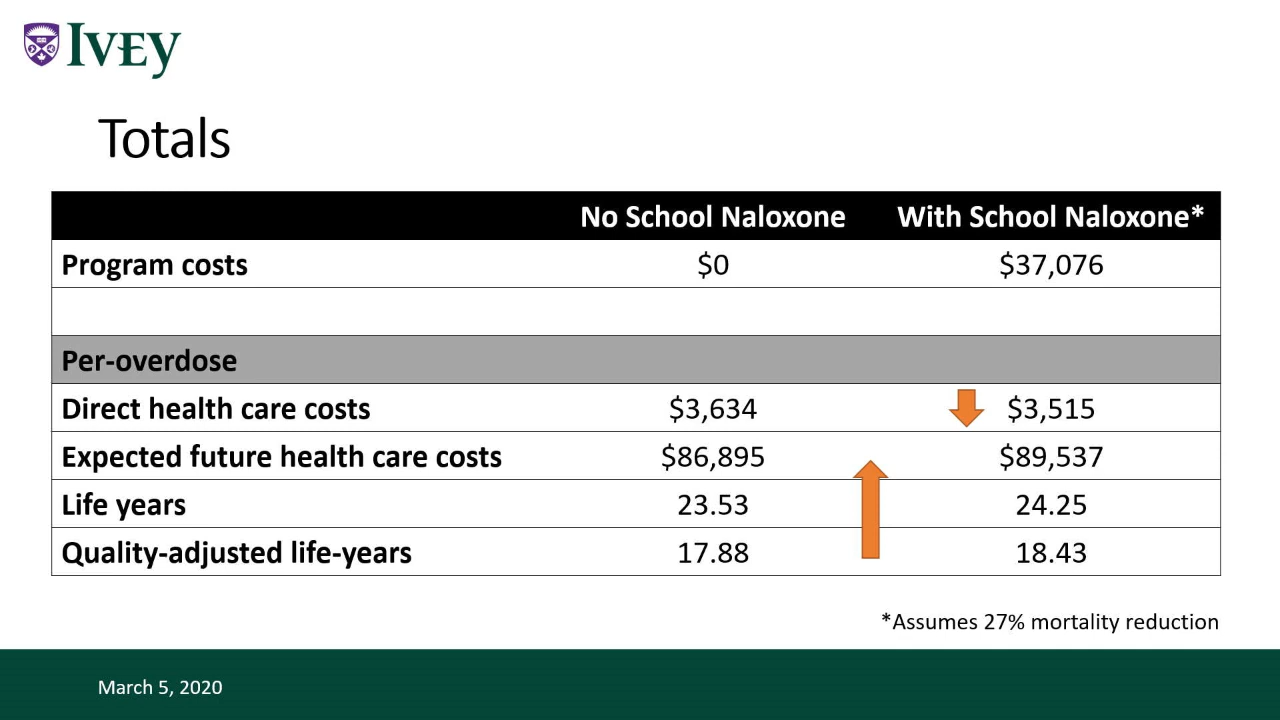 IVEY
Totals
No School Naloxone With School Naloxone*
Program costs $0 $37,076
Per-overdose
Direct health care costs $3,634 $3,515
Expected future health care costs $86,895 $89,537
Life years 23.53 24.25
Quality-adjusted life-years 17.88 18.43
*Assumes 27% mortality reduction
March 5, 2020